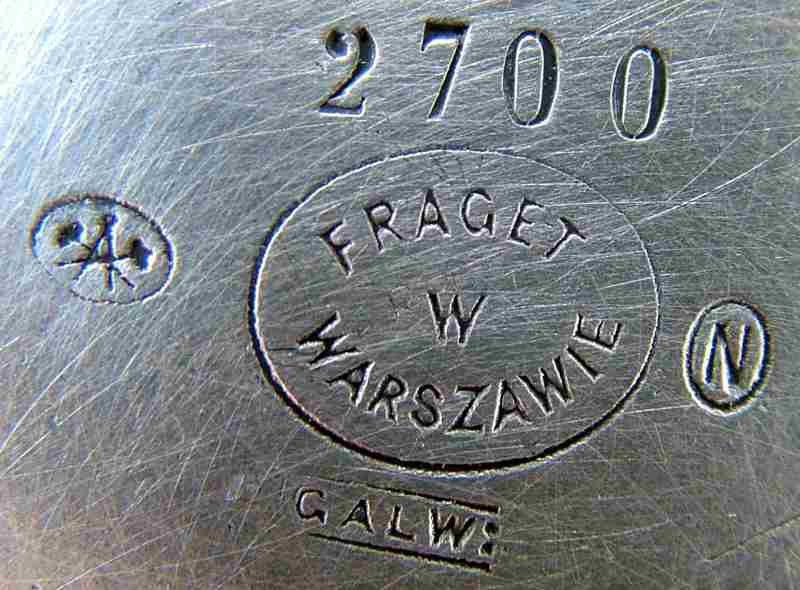 2700
A
FRAGET
W
WARSZAWIE
N
GALW: